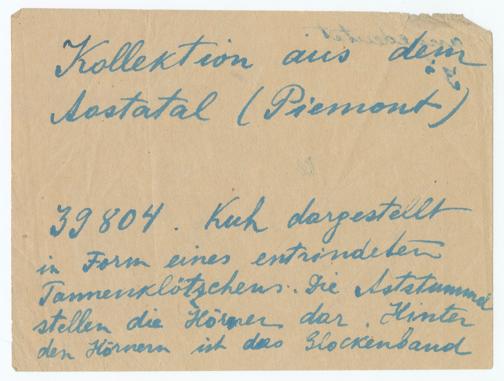 Kollektion aus dem
Aostatal (Piemont)
39804. Kuh dargestellt
in Form eines entrindeten
Tannenklötzchens. Die Aststummel
stellen die Hörner dar. Hinter
den Hörnern ist das Glockenband